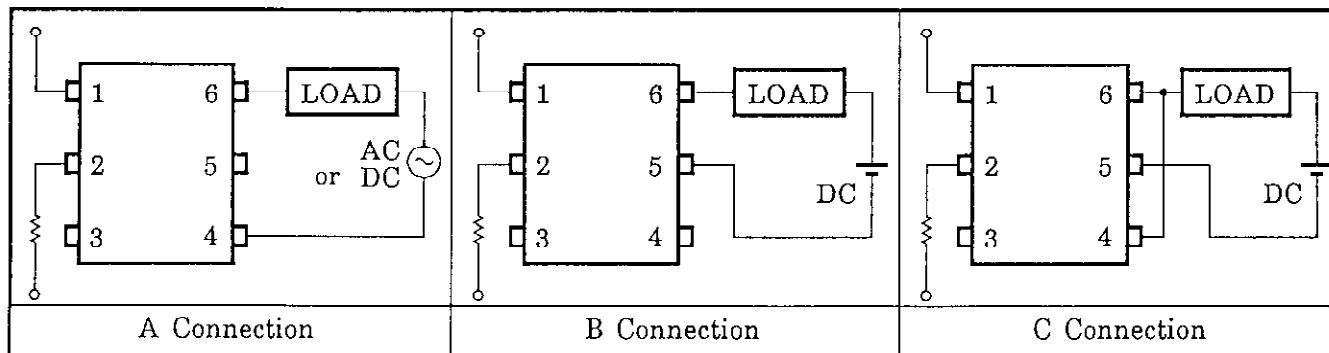 1 6 LOAD
2 5 AC
or DC
3 4
A Connection
1 6 LOAD
2 5
DC
3 4
B Connection
1 6 LOAD
2 5
DC
3 4
C Connection